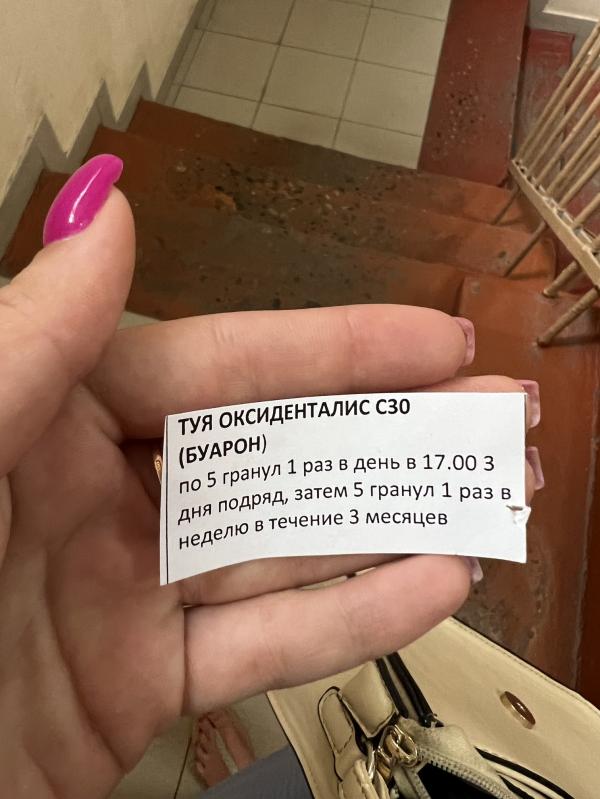 ТУЯ ОКСИДЕНТАЛИС С30
(БУАРОН)
по 5 гранул 1 раз в день в 17.00 3
дня подряд, затем 5 гранул 1 раз в
неделю в течение 3 месяцев